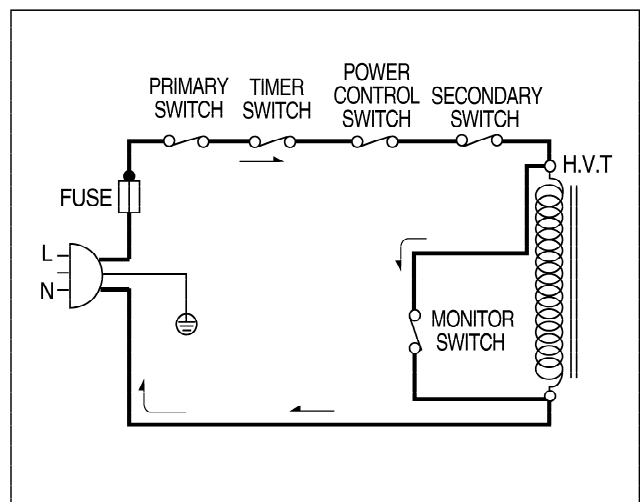 PRIMARY
SWITCH
TIMER
SWITCH
POWER
CONTROL
SWITCH
SECONDARY
SWITCH
H.V.T
FUSE
L
N
MONITOR
SWITCH